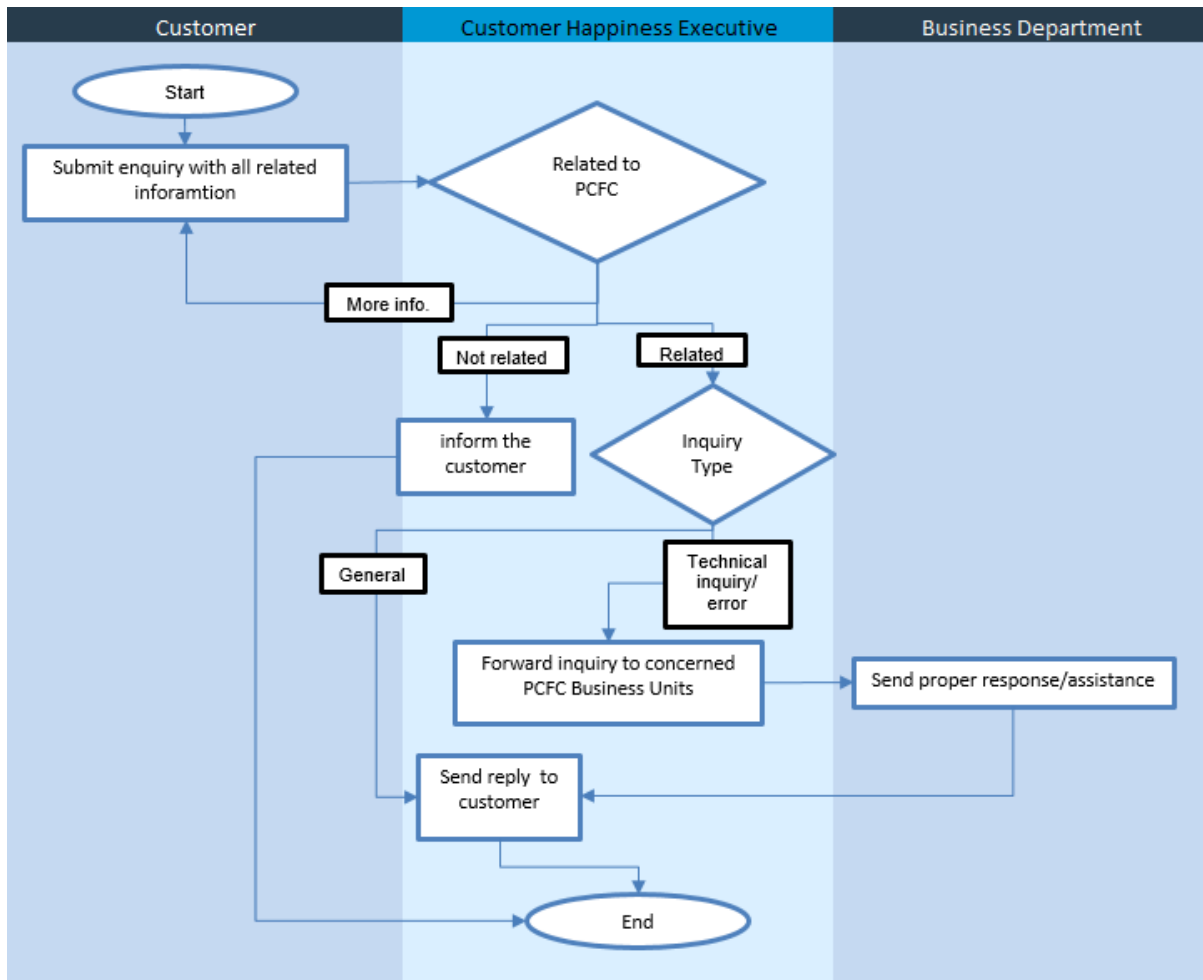 Customer
Customer Happiness Executive
Business Department
Start
Submit enquiry with all related
inforamtion
Related to
PCFC
More info.
Not related
Related
inform the
customer
Inquiry
Type
General
Technical
inquiry/
error
Forward inquiry to concerned
PCFC Business Units
Send proper response/assistance
Send reply to
customer
End